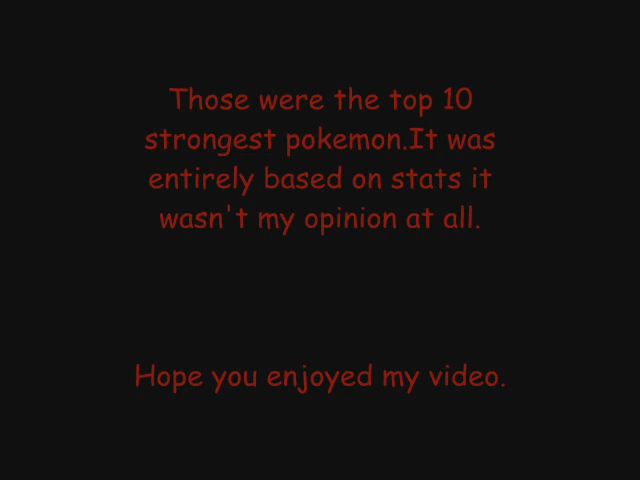 Those were the top 10
strongest pokemon.It was
entirely based on stats it
wasn't my opinion at all.
Hope you enjoyed my video.